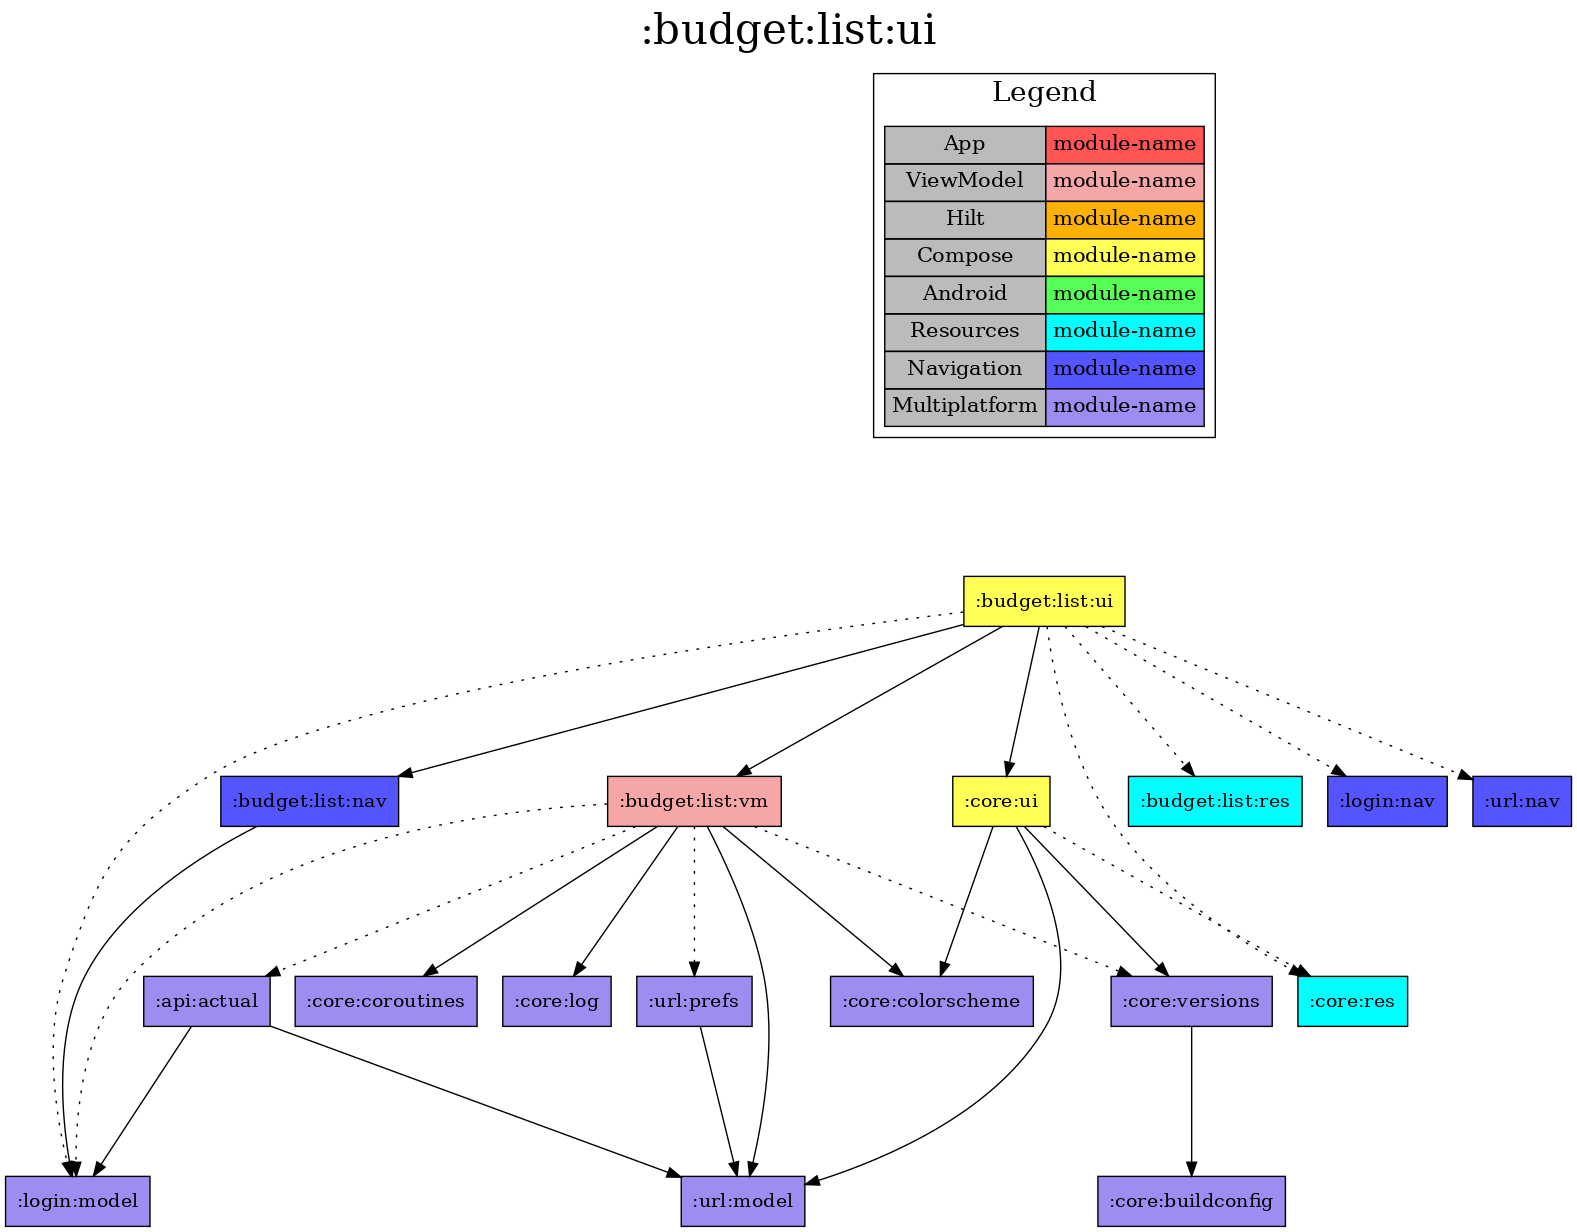 :budget:list:ui
Legend
App module-name
ViewModel module-name
Hilt module-name
Compose module-name
Android module-name
Resources module-name
Navigation module-name
Multiplatform module-name
:budget:list:ui
:budget:list:nav
:budget:list:vm
:core:ui
:budget:list:res
:login:nav
:url:nav
:api:actual
:core:coroutines
:core:log
:url:prefs
:core:colorscheme
:core:versions
:core:res
:login:model
:url:model
:core:buildconfig